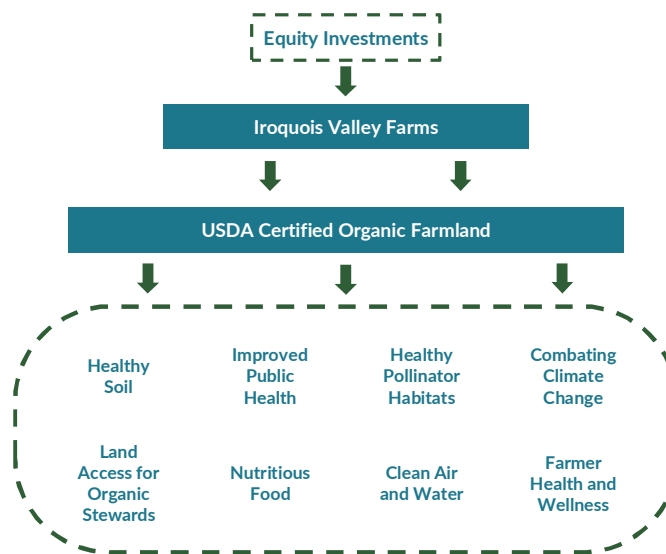 Equity Investments
Iroquois Valley Farms
USDA Certified Organic Farmland
Healthy
Soil
Improved
Public
Health
Healthy
Pollinator
Habitats
Combating
Climate
Change
Land
Access for
Organic
Stewards
Nutritious
Food
Clean Air
and Water
Farmer
Health and
Wellness